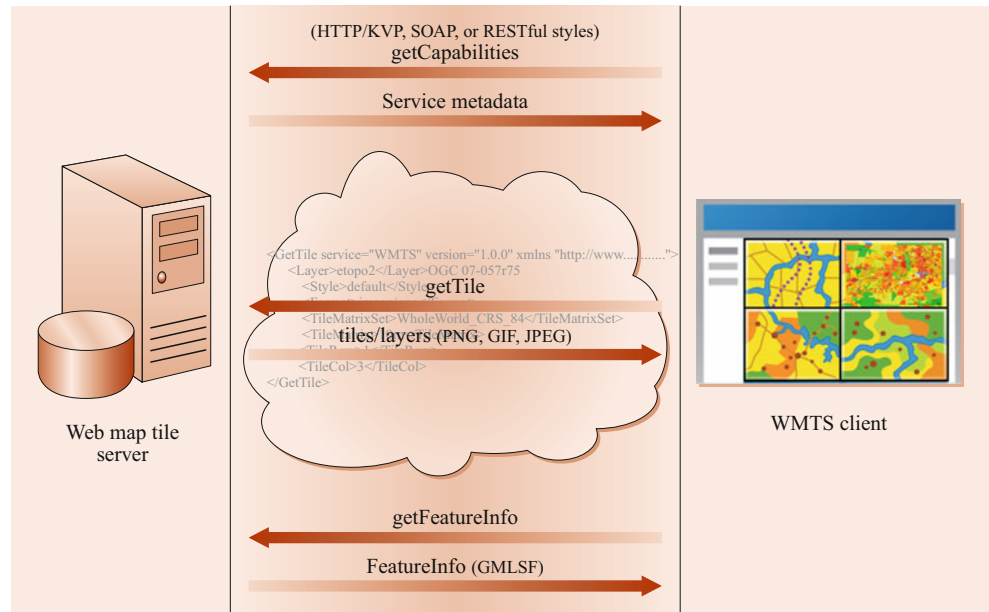 (HTTP/KVP, SOAP, or RESTful styles)
getCapabilities
Service metadata
<GetTile service="WMTS" version="1.0.0" xmlns "http://www............">
<Layer>etopo2</Layer>OGC 07-057r75
<Style>default</Style>
getTile
<TileMatrixSet>WholeWorld_CRS_84</TileMatrixSet>
tiles/layers (PNG, GIF, JPEG)
<TileCol>3</TileCol>
</GetTile>
Web map tile
server
WMTS client
getFeatureInfo
FeatureInfo (GMLSF)